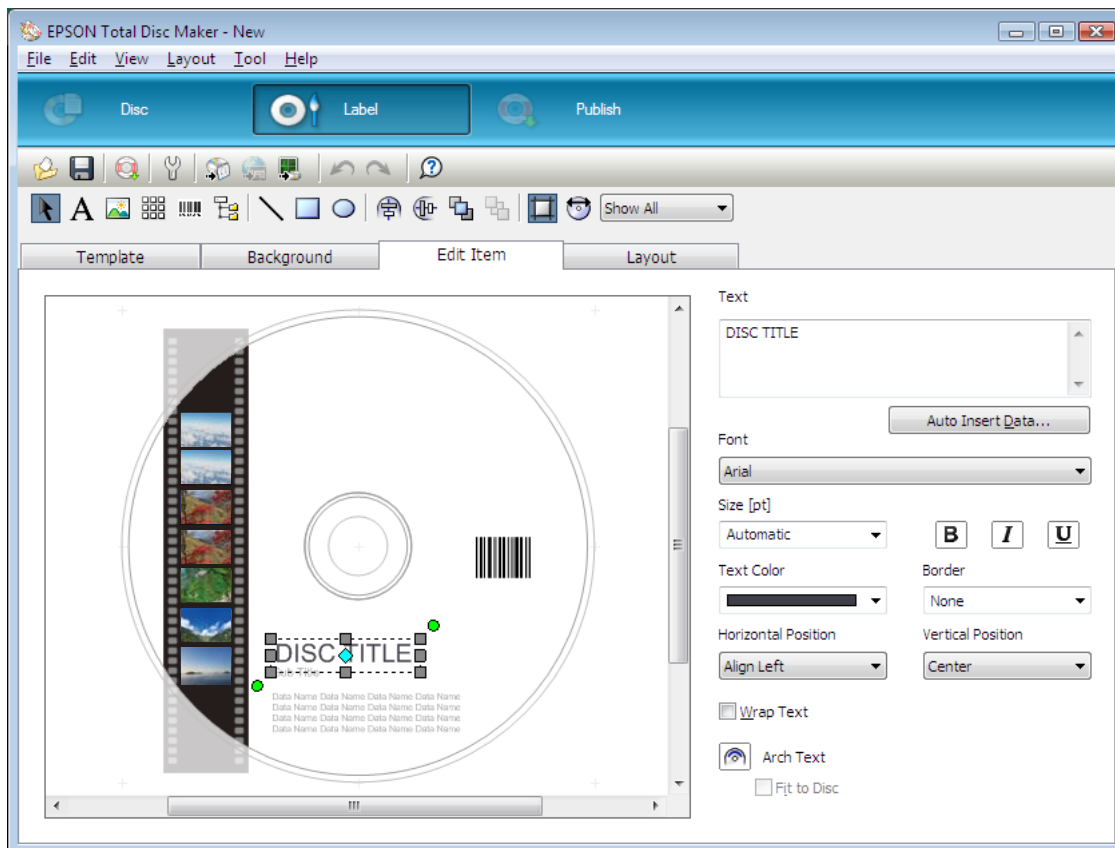 EPSON Total Disc Maker - New
File Edit View Layout Tool Help
Disc Label Publish
Show All
Template Background Edit Item Layout
Text
DISC TITLE
Auto Insert Data...
Font
Arial
Size [pt]
Automatic B I U
Text Color Border
None
Horizontal Position Vertical Position
Align Left Center
Wrap Text
Arch Text
Fit to Disc
DISC TITLE
Title
Data Name Data Name Data Name Data Name
Data Name Data Name Data Name Data Name
Data Name Data Name Data Name Data Name
Data Name Data Name Data Name Data Name